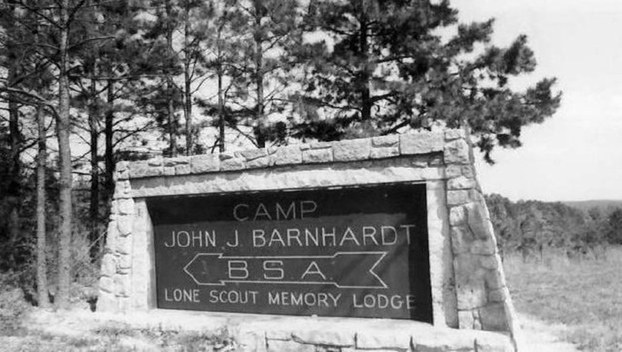 CAMP
JOHN J. BARNHARDT
B.S.A.
LONE SCOUT MEMORY LODGE